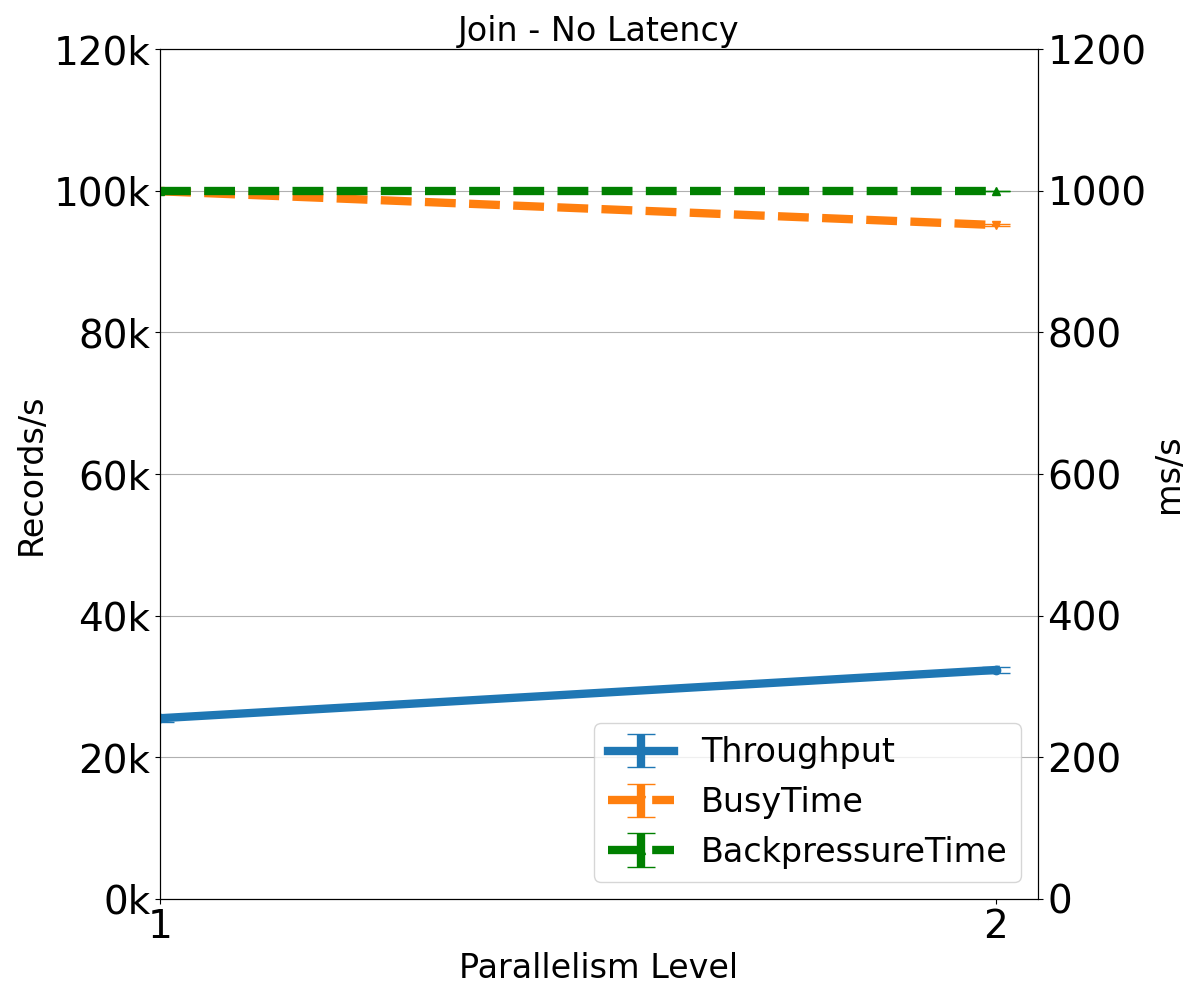 Join - No Latency
120k
100k
80k
60k
40k
20k
0k
Records/s
1200
1000
800
600
400
200
0
ms/s
1
2
Parallelism Level
Throughput
BusyTime
BackpressureTime